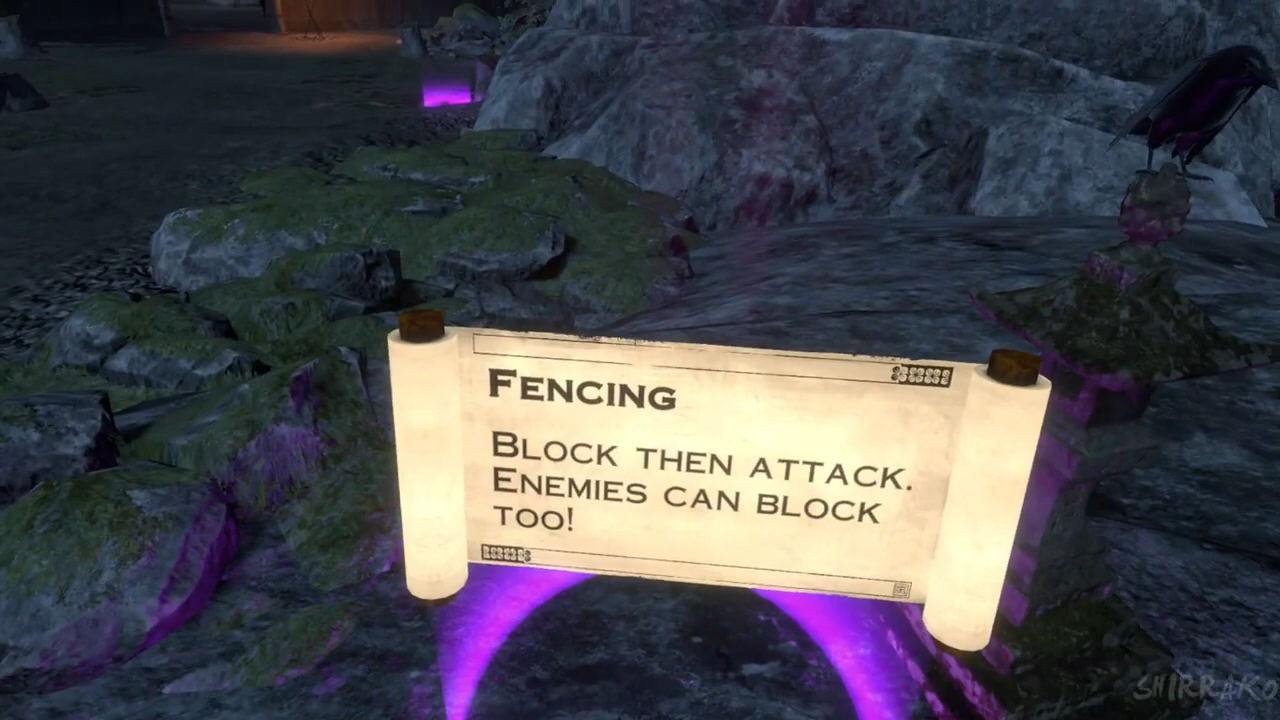 FENCING
BLOCK THEN ATTACK.
ENEMIES CAN BLOCK
TOO!
SHIRRAKO